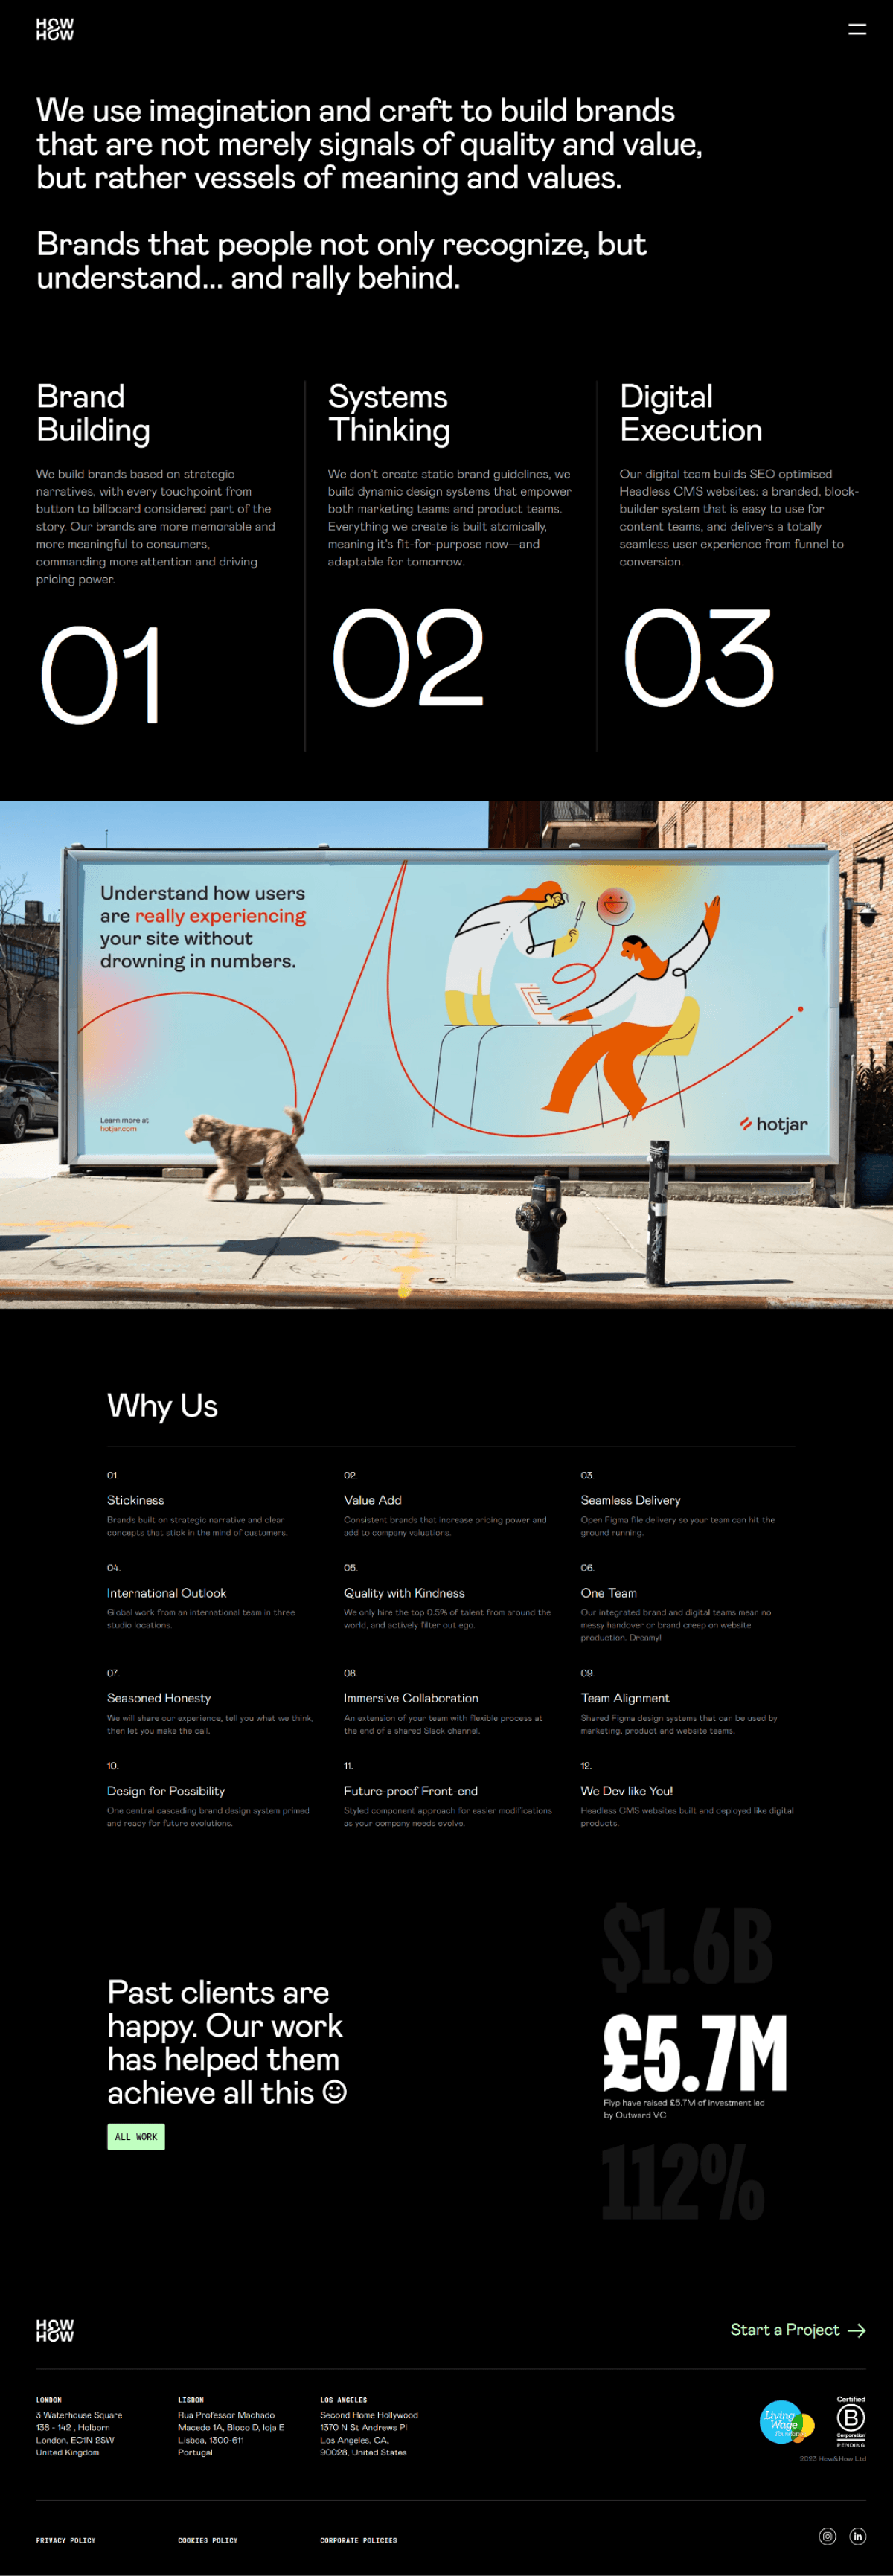 HOW
HOW
We use imagination and craft to build brands
that are not merely signals of quality and value,
but rather vessels of meaning and values.
Brands that people not only recognize, but
understand... and rally behind.
Brand
Building
We build brands based on strategic
narratives, with every touchpoint from
button to billboard considered part of the
story. Our brands are more memorable and
more meaningful to consumers,
commanding more attention and driving
pricing power.
01
Systems
Thinking
We don't create static brand guidelines, we
build dynamic design systems that empower
both marketing teams and product teams.
Everything we create is built atomically,
meaning it's fit-for-purpose now—and
adaptable for tomorrow.
02
Digital
Execution
Our digital team builds SEO optimised
Headless CMS websites: a branded, block-
builder system that is easy to use for
content teams, and delivers a totally
seamless user experience from funnel to
conversion.
03
Understand how users
are really experiencing
your site without
drowning in numbers.
Learn more at
hotjar.com
hotjar
Why Us
01.
Stickiness
Brands built on strategic narrative and clear
concepts that stick in the mind of customers.
02.
Value Add
Consistent brands that increase pricing power and
add to company valuations.
03.
Seamless Delivery
Open Figma file delivery so your team can hit the
ground running.
04.
International Outlook
Global work from an international team in three
studio locations.
05.
Quality with Kindness
We only hire the top 0.5% of talent from around the
world, and actively filter out ego.
06.
One Team
Our integrated brand and digital teams mean no
messy handover or brand creep on website
production. Dreamy!
07.
Seasoned Honesty
We will share our experience, tell you what we think,
then let you make the call.
08.
Immersive Collaboration
An extension of your team with flexible process at
the end of a shared Slack channel.
09.
Team Alignment
Shared Figma design systems that can be used by
marketing, product and website teams.
10.
Design for Possibility
One central cascading brand design system primed
and ready for future evolutions.
11.
Future-proof Front-end
Styled component approach for easier modifications
as your company needs evolve.
12.
We Dev like You!
Headless CMS websites built and deployed like digital
products.
Past clients are
happy. Our work
has helped them
achieve all this ☺
ALL WORK
$1.6B
£5.7M
Flyp have raised £5.7M of investment led
by Outward VC
112%
HOW
HOW
Start a Project →
LONDON
3 Waterhouse Square
138 - 142 , Holborn
London, EC1N 2SW
United Kingdom
LISBON
Rua Professor Machado
Macedo 1A, Bloco D, loja E
Lisboa, 1300-611
Portugal
LOS ANGELES
Second Home Hollywood
1370 N St Andrews Pl
Los Angeles, CA,
90028, United States
Living
Wage
Certified
B
Corporation
PENDING
2023 How&How Ltd
PRIVACY POLICY
COOKIES POLICY
CORPORATE POLICIES
in